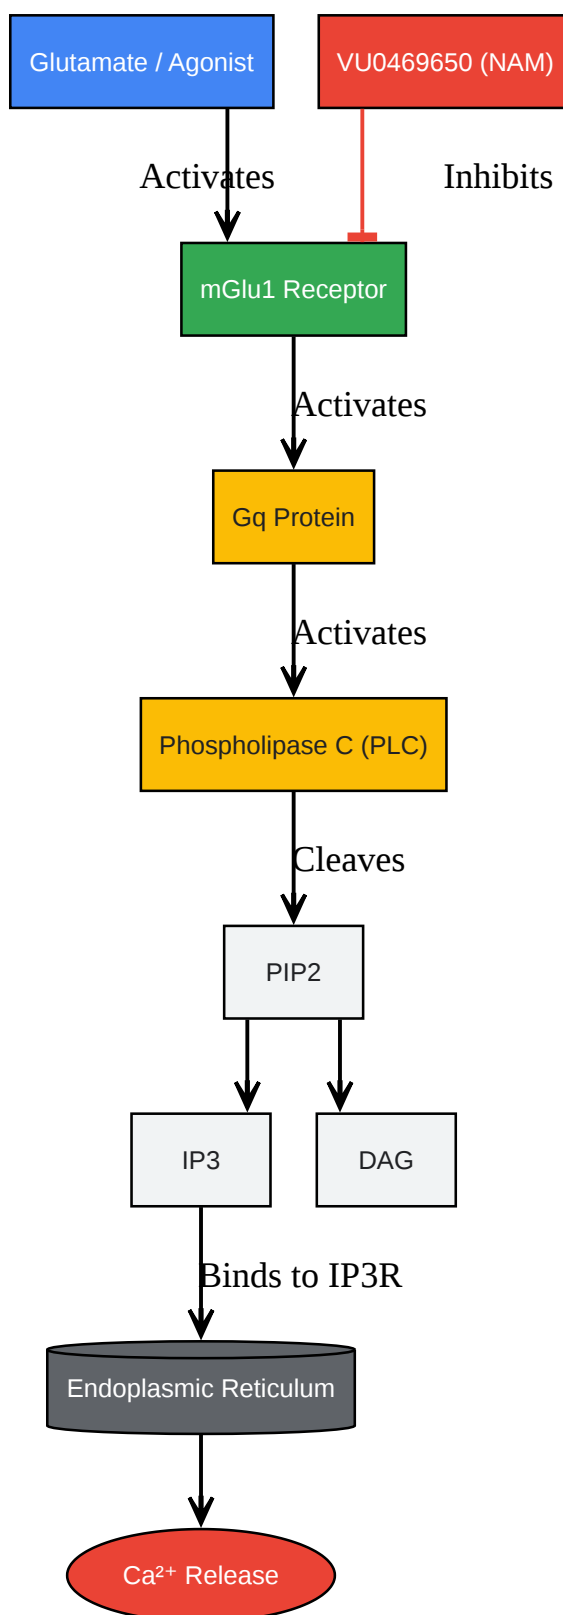 Glutamate / Agonist
VU0469650 (NAM)
Activates
Inhibits
mGlu1 Receptor
Activates
Gq Protein
Activates
Phospholipase C (PLC)
Cleaves
PIP2
IP3
DAG
Binds to IP3R
Endoplasmic Reticulum
Ca²⁺ Release